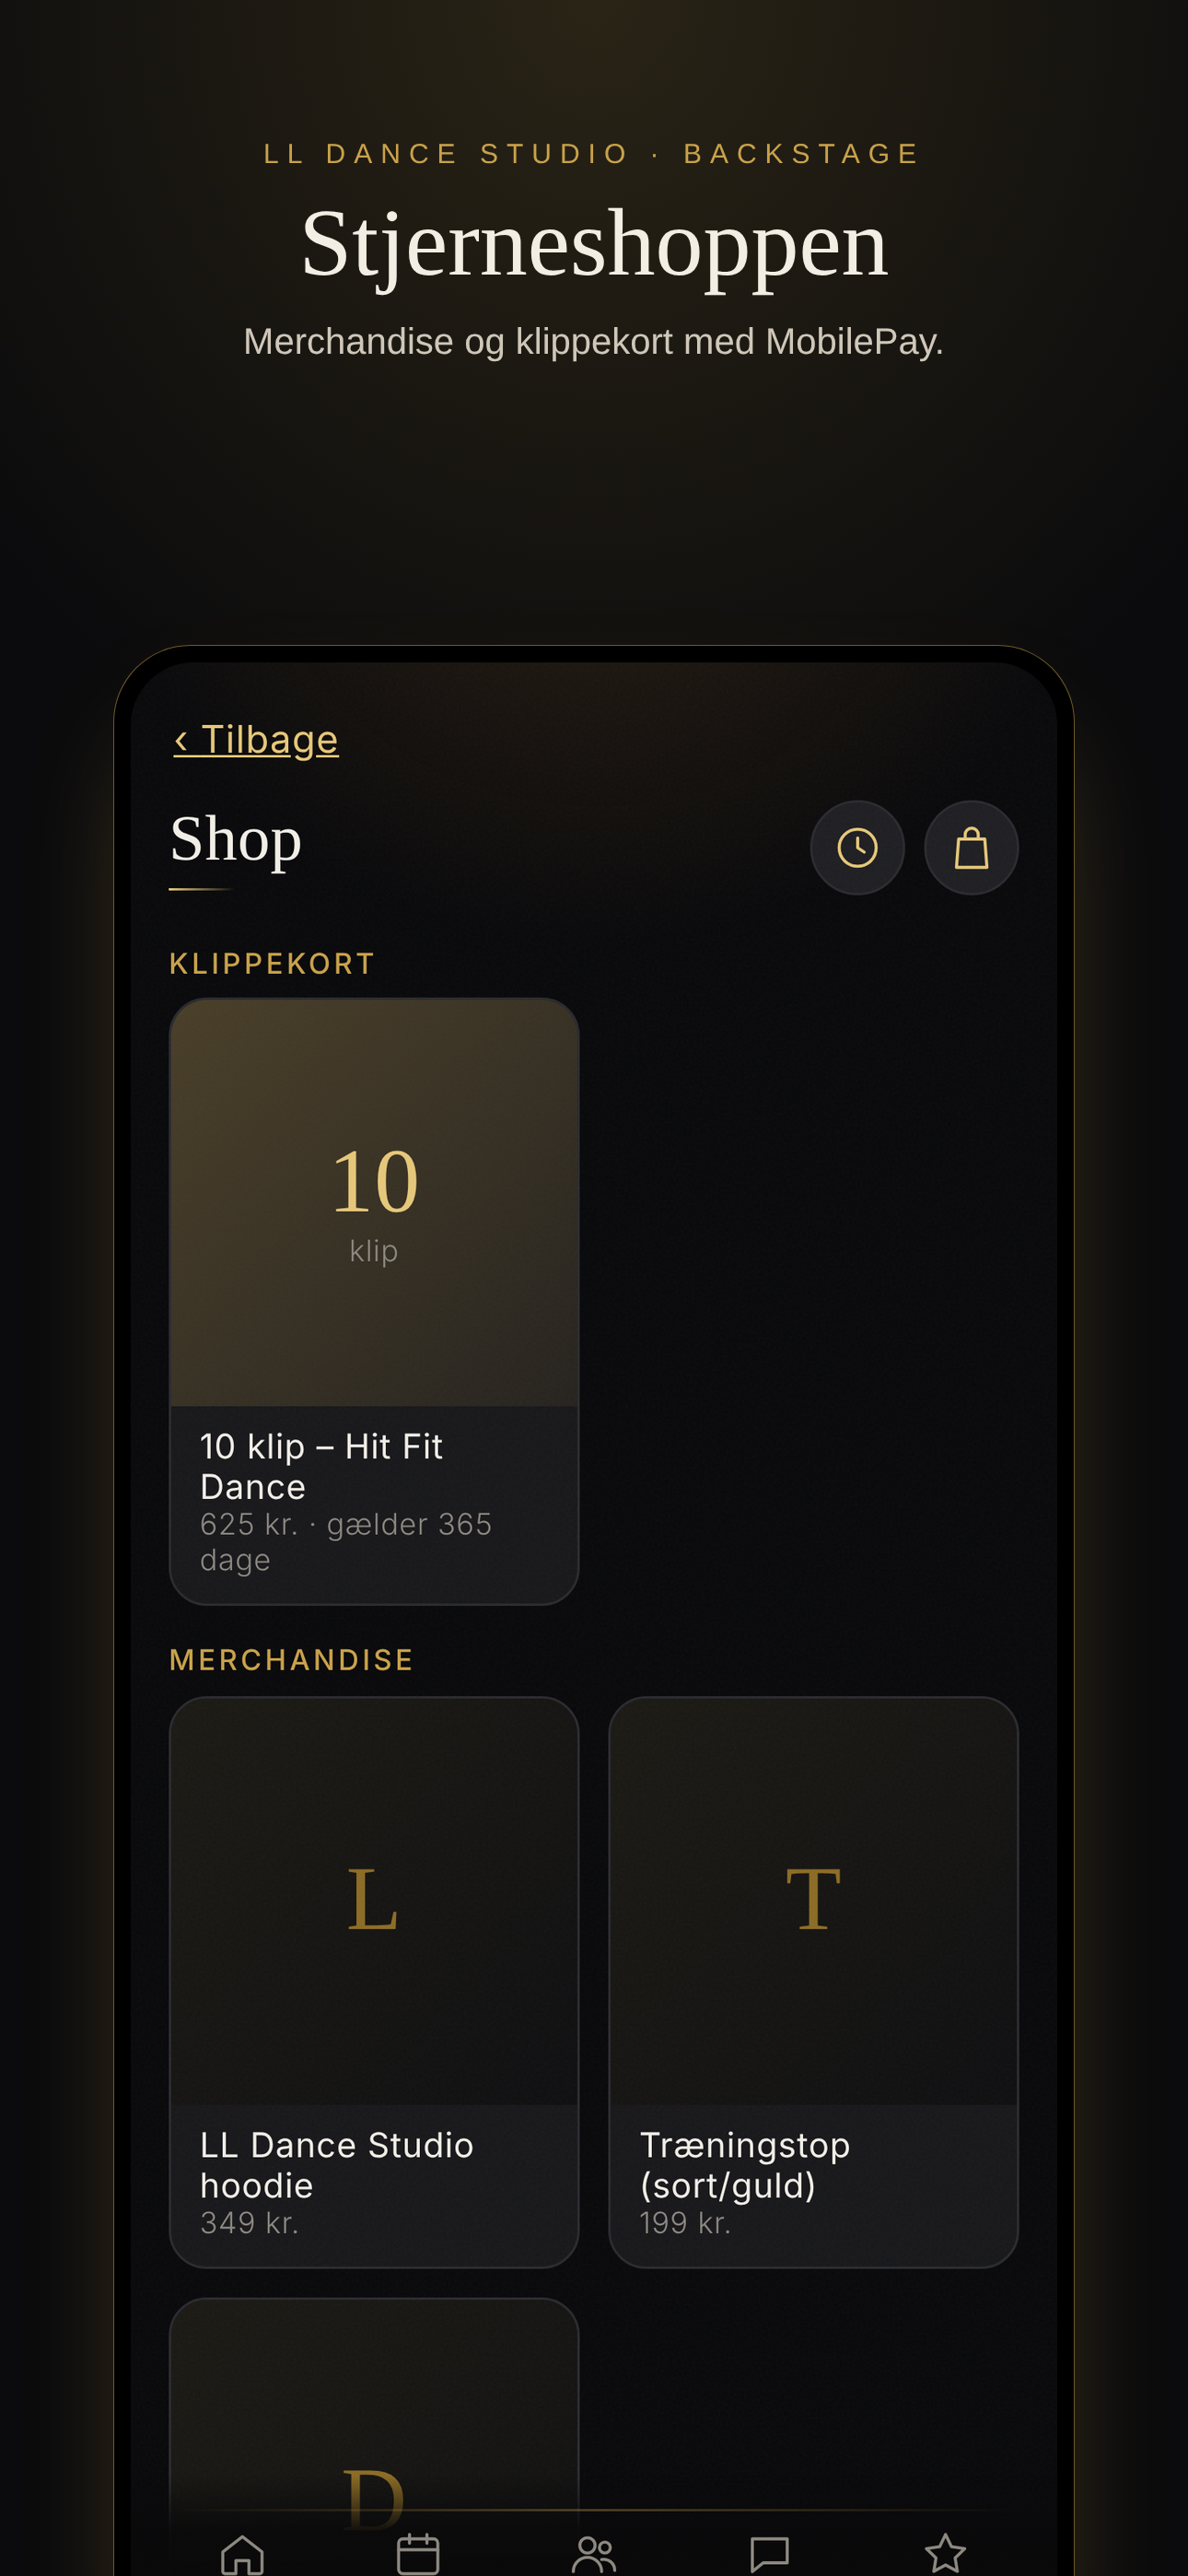 LL DANCE STUDIO · BACKSTAGE
Stjerneshoppen
Merchandise og klippekort med MobilePay.
‹ Tilbage
Shop
KLIPPEKORT
10
klip
10 klip – Hit Fit
Dance
625 kr. · gælder 365
dage
MERCHANDISE
L
T
LL Dance Studio
hoodie
349 kr.
Træningstop
(sort/guld)
199 kr.
D